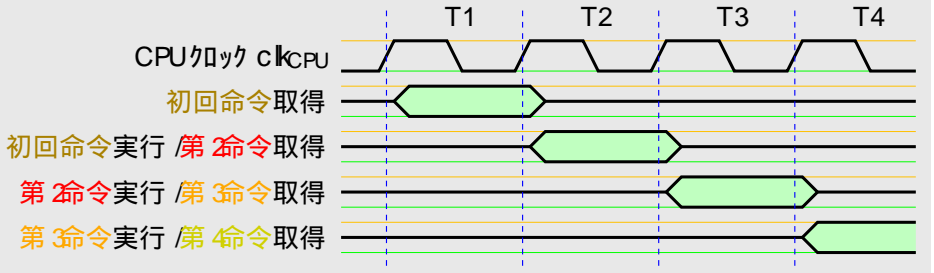 T1 T2 T3 T4
CPUｸﾛｯｸ clkCPU
初回命令取得
初回命令実行 /第2命令取得
第2命令実行 /第3命令取得
第3命令実行 /第4命令取得